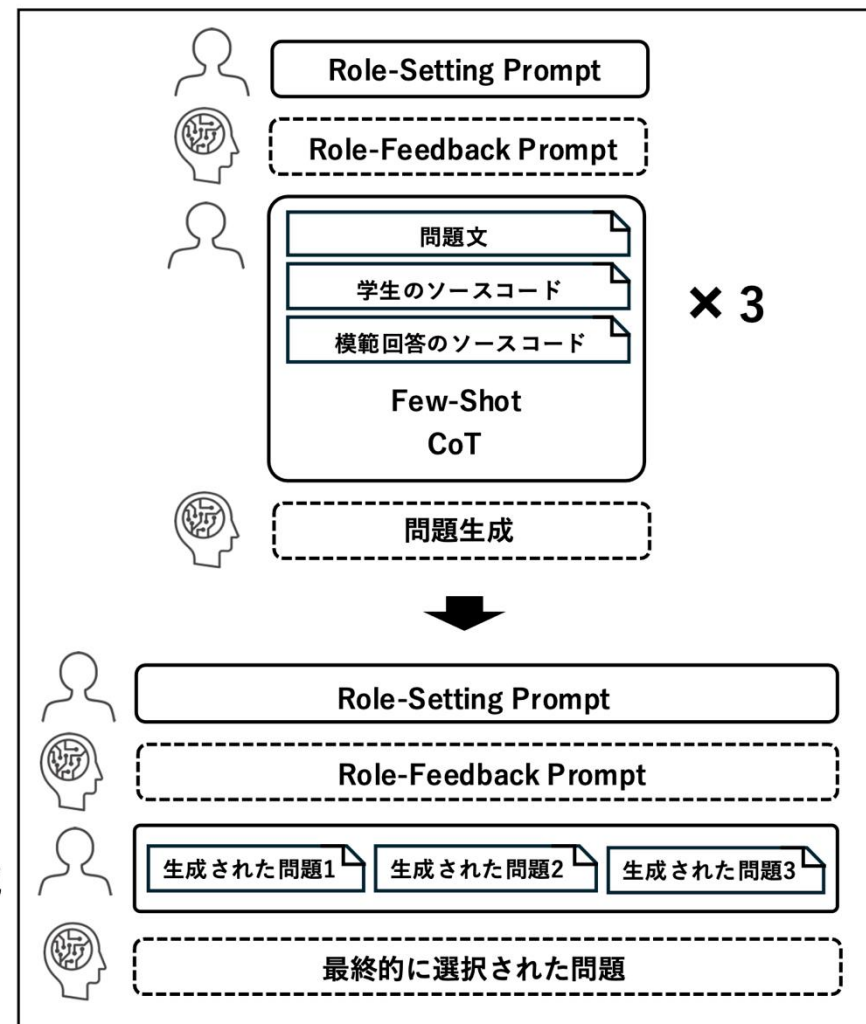 Role-Setting Prompt
Role-Feedback Prompt
問題文
学生のソースコード
模範回答のソースコード
× 3
Few-Shot
CoT
問題生成
Role-Setting Prompt
Role-Feedback Prompt
生成された問題1 生成された問題2 生成された問題3
最終的に選択された問題